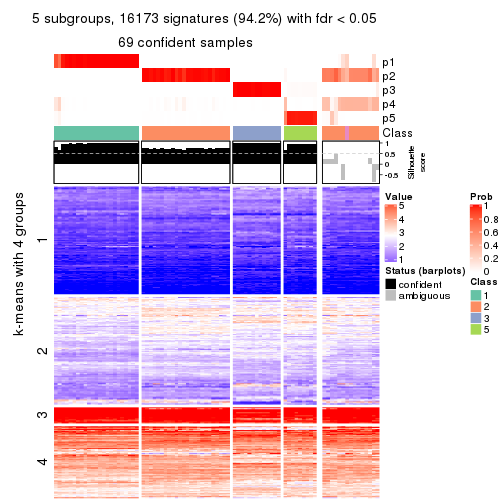 5 subgroups, 16173 signatures (94.2%) with fdr < 0.05
69 confident samples
p1
p2
p3
p4
p5
Class
1
0.5
0
-0.5
Silhouette
score
k-means with 4 groups
1
2
3
4
Value
5
4
3
2
1
Status (barplots)
confident
ambiguous
Prob
1
0.8
0.6
0.4
0.2
0
Class
1
2
3
5